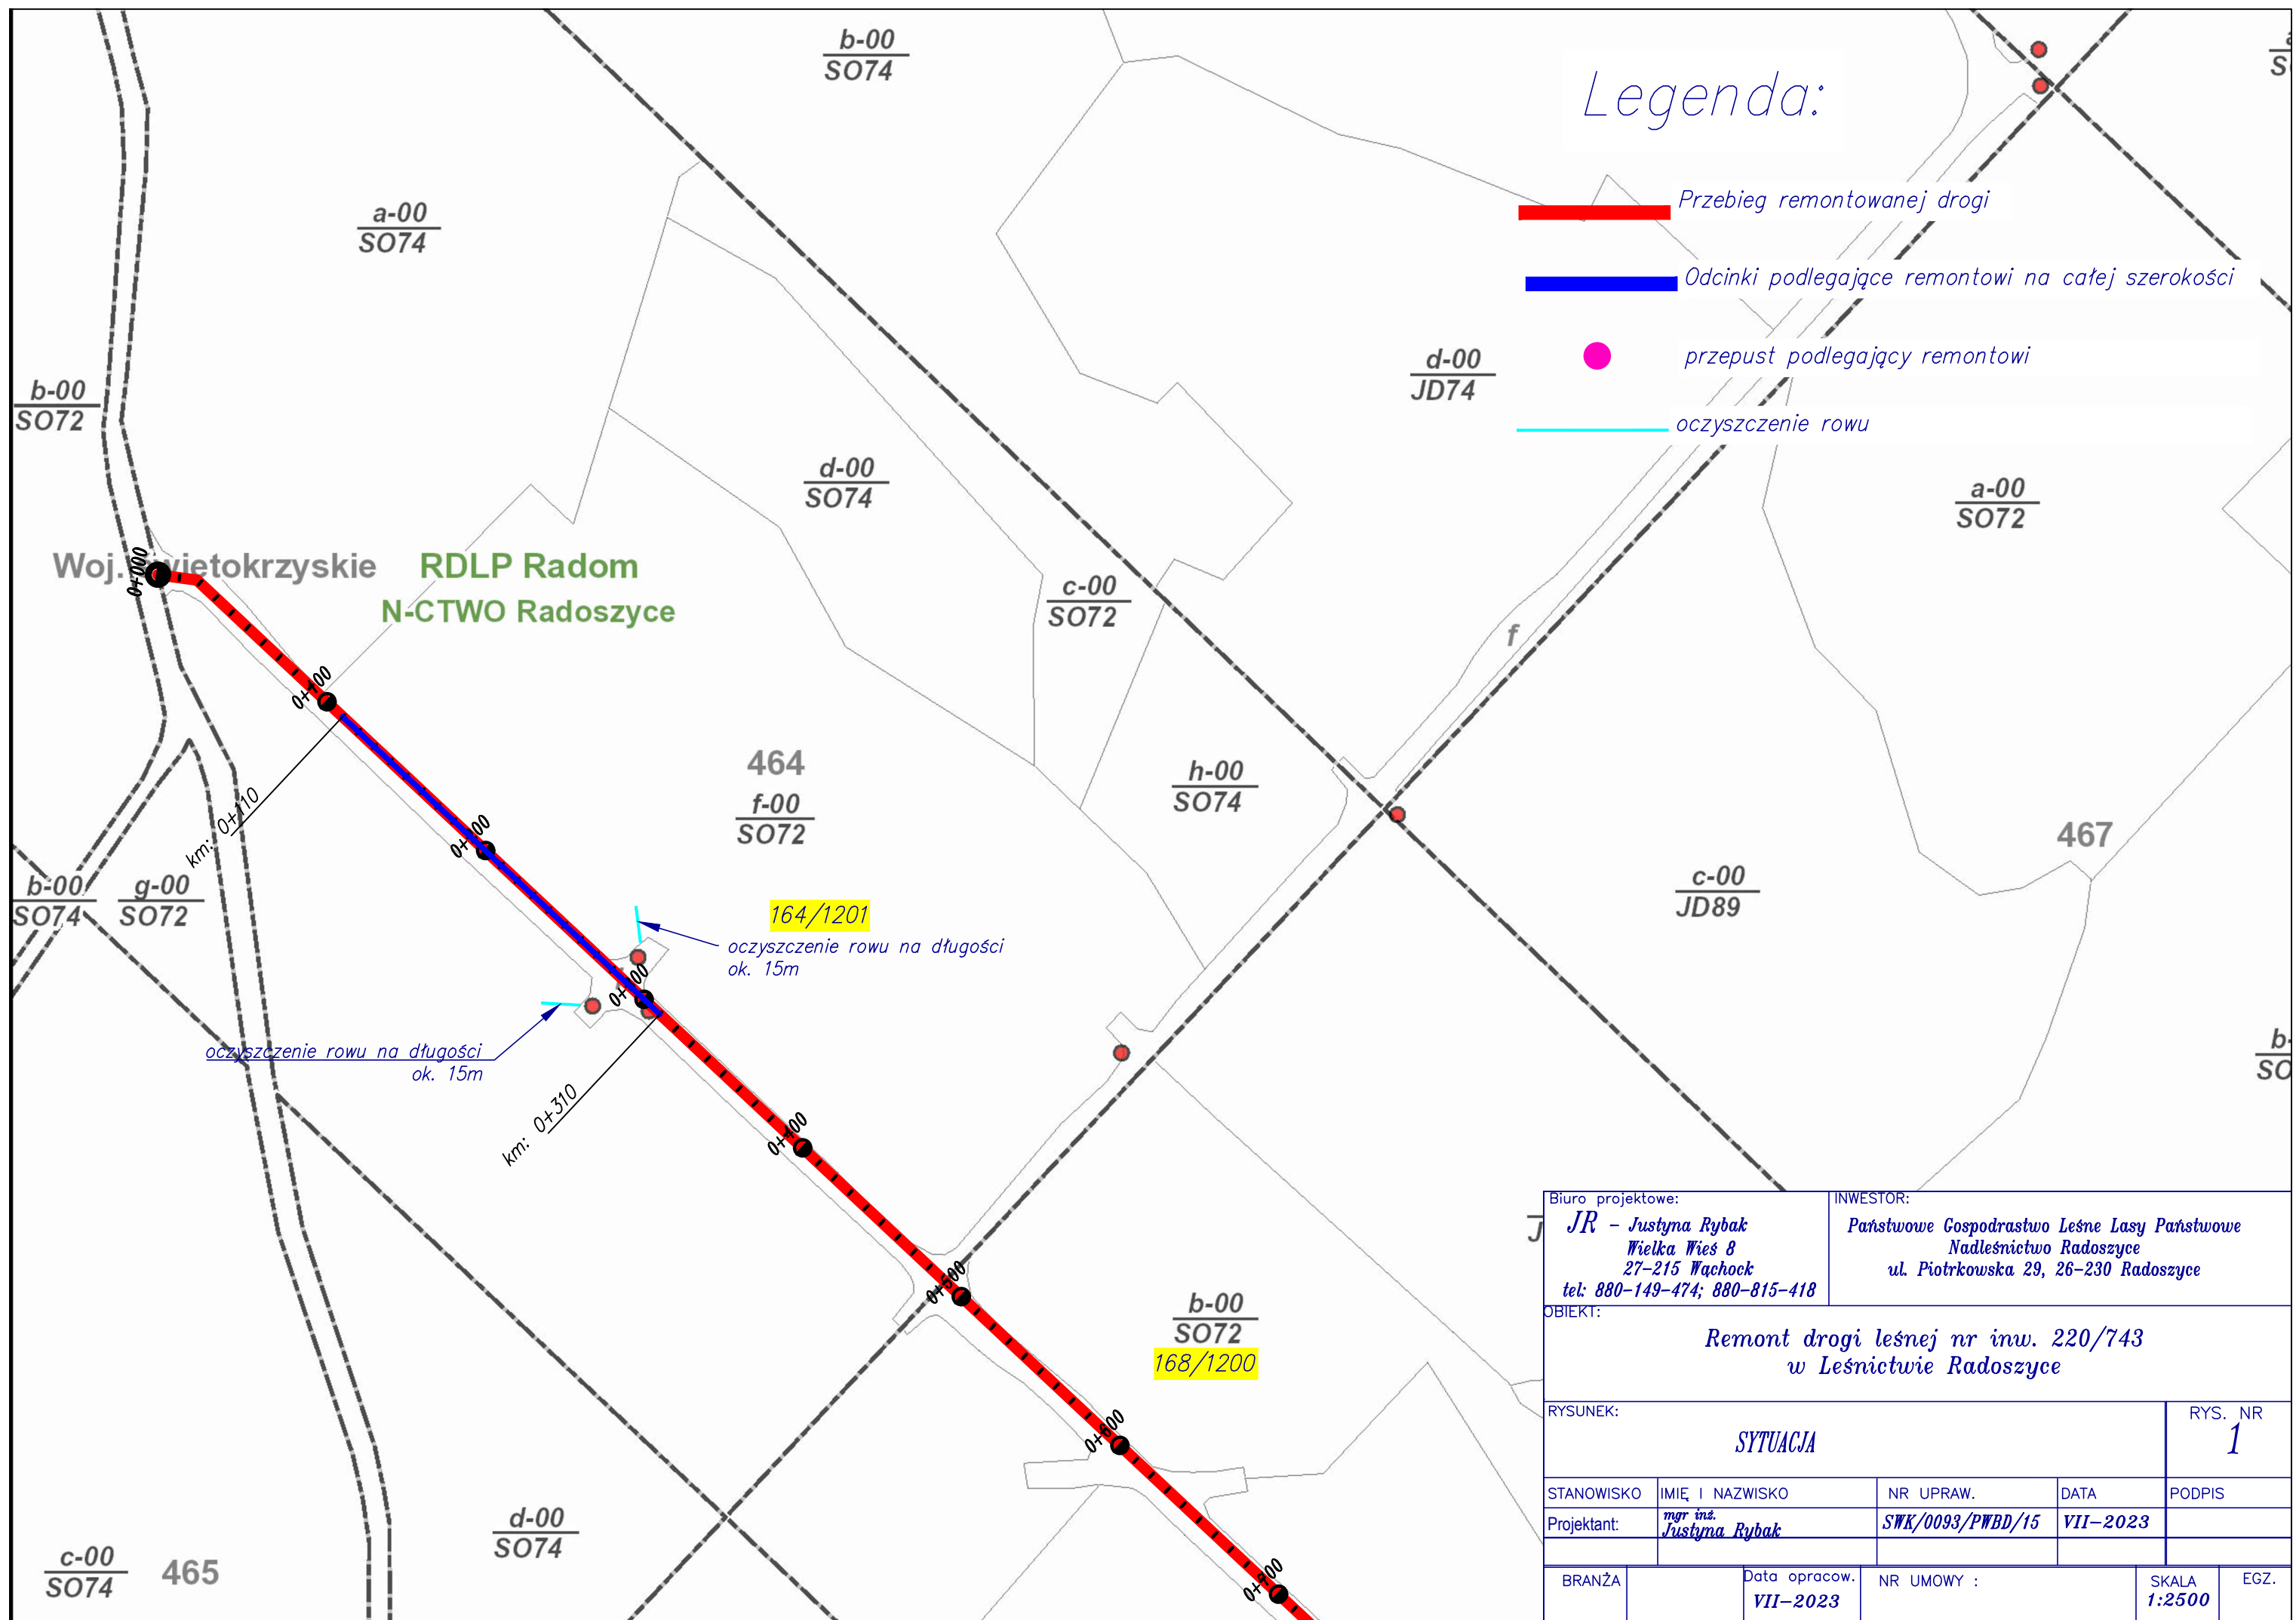 b-00
SO74
Legenda:
Przebieg remontowanej drogi
Odcinki podlegające remontowi na całej szerokości
przepust podlegający remontowi
oczyszczenie rowu
a-00
SO74
b-00
SO72
d-00
JD74
d-00
SO74
a-00
SO72
RDLP Radom
N-CTWO Radoszyce
0+000
c-00
SO72
f
0+100
464
f-00
SO72
h-00
SO74
467
km: 0+110
0+200
b-00
SO74
g-00
SO72
c-00
JD89
164/1201
oczyszczenie rowu na długości
ok. 15m
0+300
oczyszczenie rowu na długości
ok. 15m
km: 0+310
0+400
0+500
b-00
SO72
168/1200
0+600
0+700
d-00
SO74
c-00
SO74
465
Biuro projektowe:
JR - Justyna Rybak
Wielka Wieś 8
27-215 Wąchock
tel: 880-149-474; 880-815-418
INWESTOR:
Państwowe Gospodrastwo Leśne Lasy Państwowe
Nadleśnictwo Radoszyce
ul. Piotrkowska 29, 26-230 Radoszyce
OBIEKT:
Remont drogi leśnej nr inw. 220/743
w Leśnictwie Radoszyce
RYSUNEK:
SYTUACJA
RYS. NR
1
STANOWISKO IMIĘ I NAZWISKO NR UPRAW. DATA PODPIS
Projektant: mgr inż. Justyna Rybak SWK/0093/PWBD/15 VII-2023
BRANŻA
Data opracow.
VII-2023
NR UMOWY :
SKALA
1:2500
EGZ.